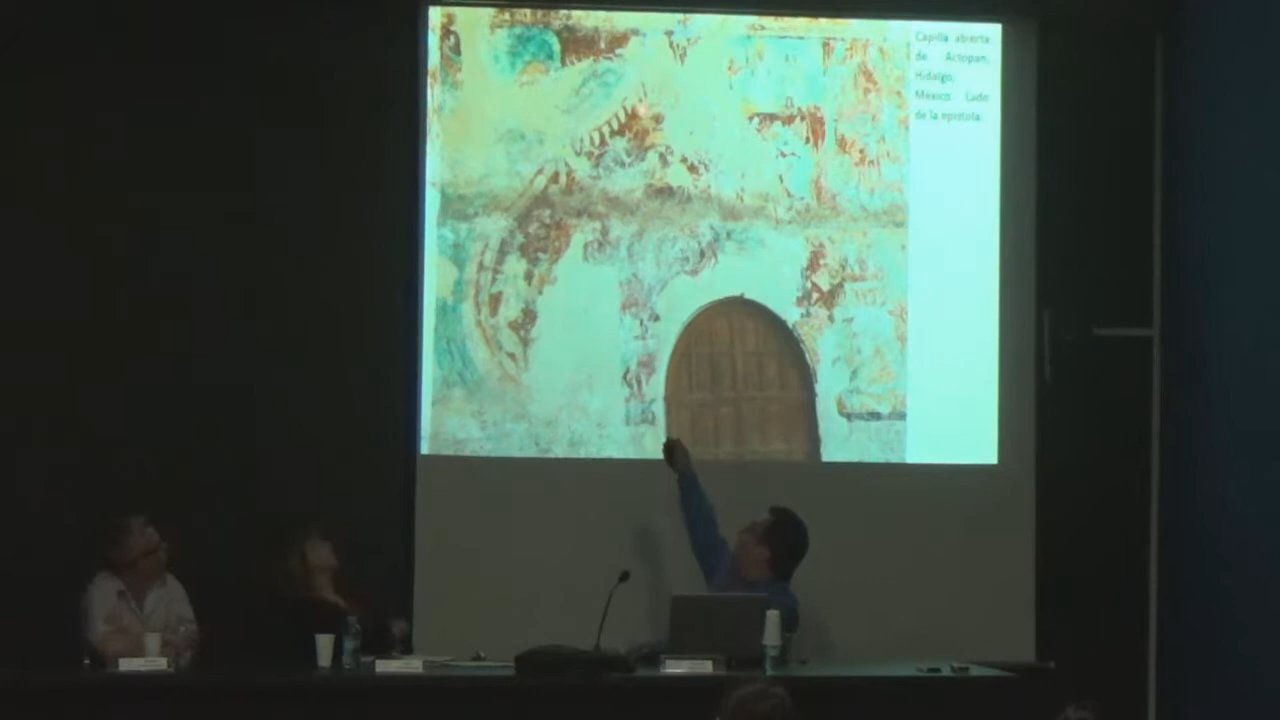 Capilla abierta
de Actopan,
Hidalgo,
México. Lado
de la epístola.